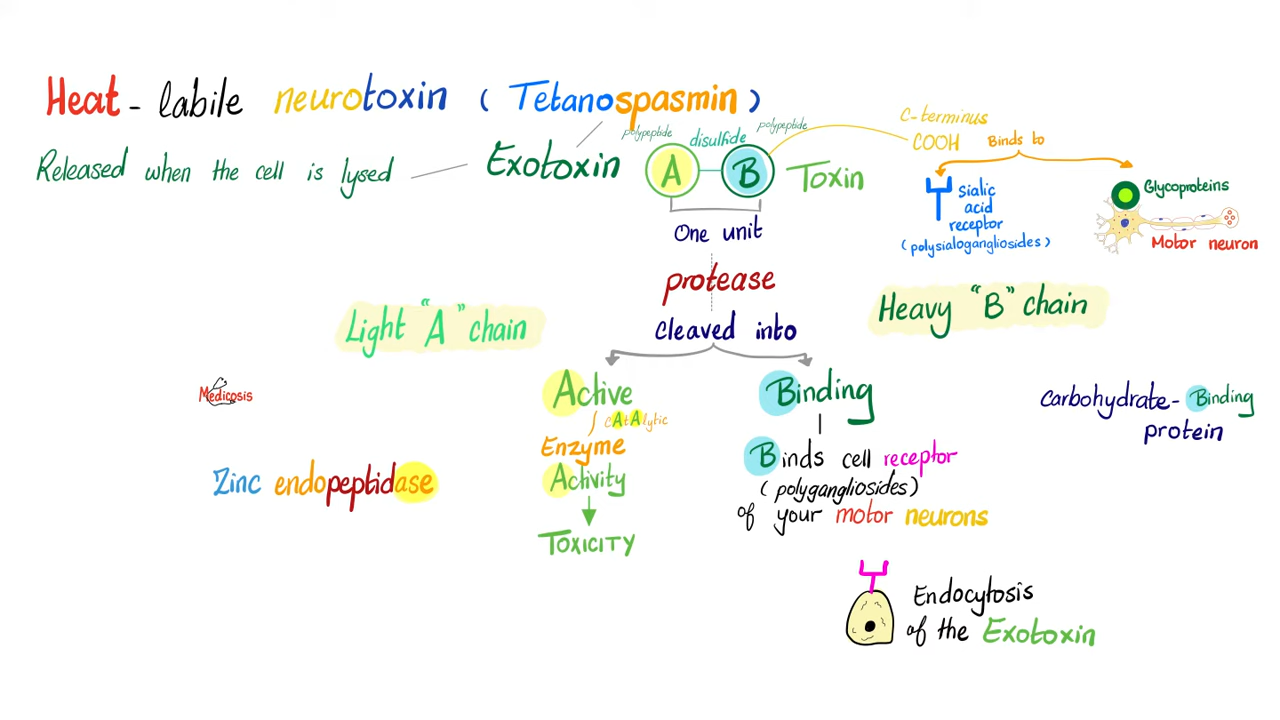 Heat - labile neurotoxin ( Tetanospasmin )
Released when the cell is lysed
Exotoxin
polypeptide
disulfide
polypeptide
A
B
Toxin
C-terminus
COOH
Binds to
Sialic
acid
receptor
( polysialogangliosides )
Glycoproteins
Motor neuron
One unit
protease
cleaved into
Light "A" chain
Heavy "B" chain
Medicosis
Active
cAtAlytic
Enzyme
Activity
TOXICITY
Zinc endopeptidase
Binding
Binds cell receptor
( polygangliosides )
of your motor neurons
Carbohydrate- Binding
protein
Endocytosis
of the Exotoxin